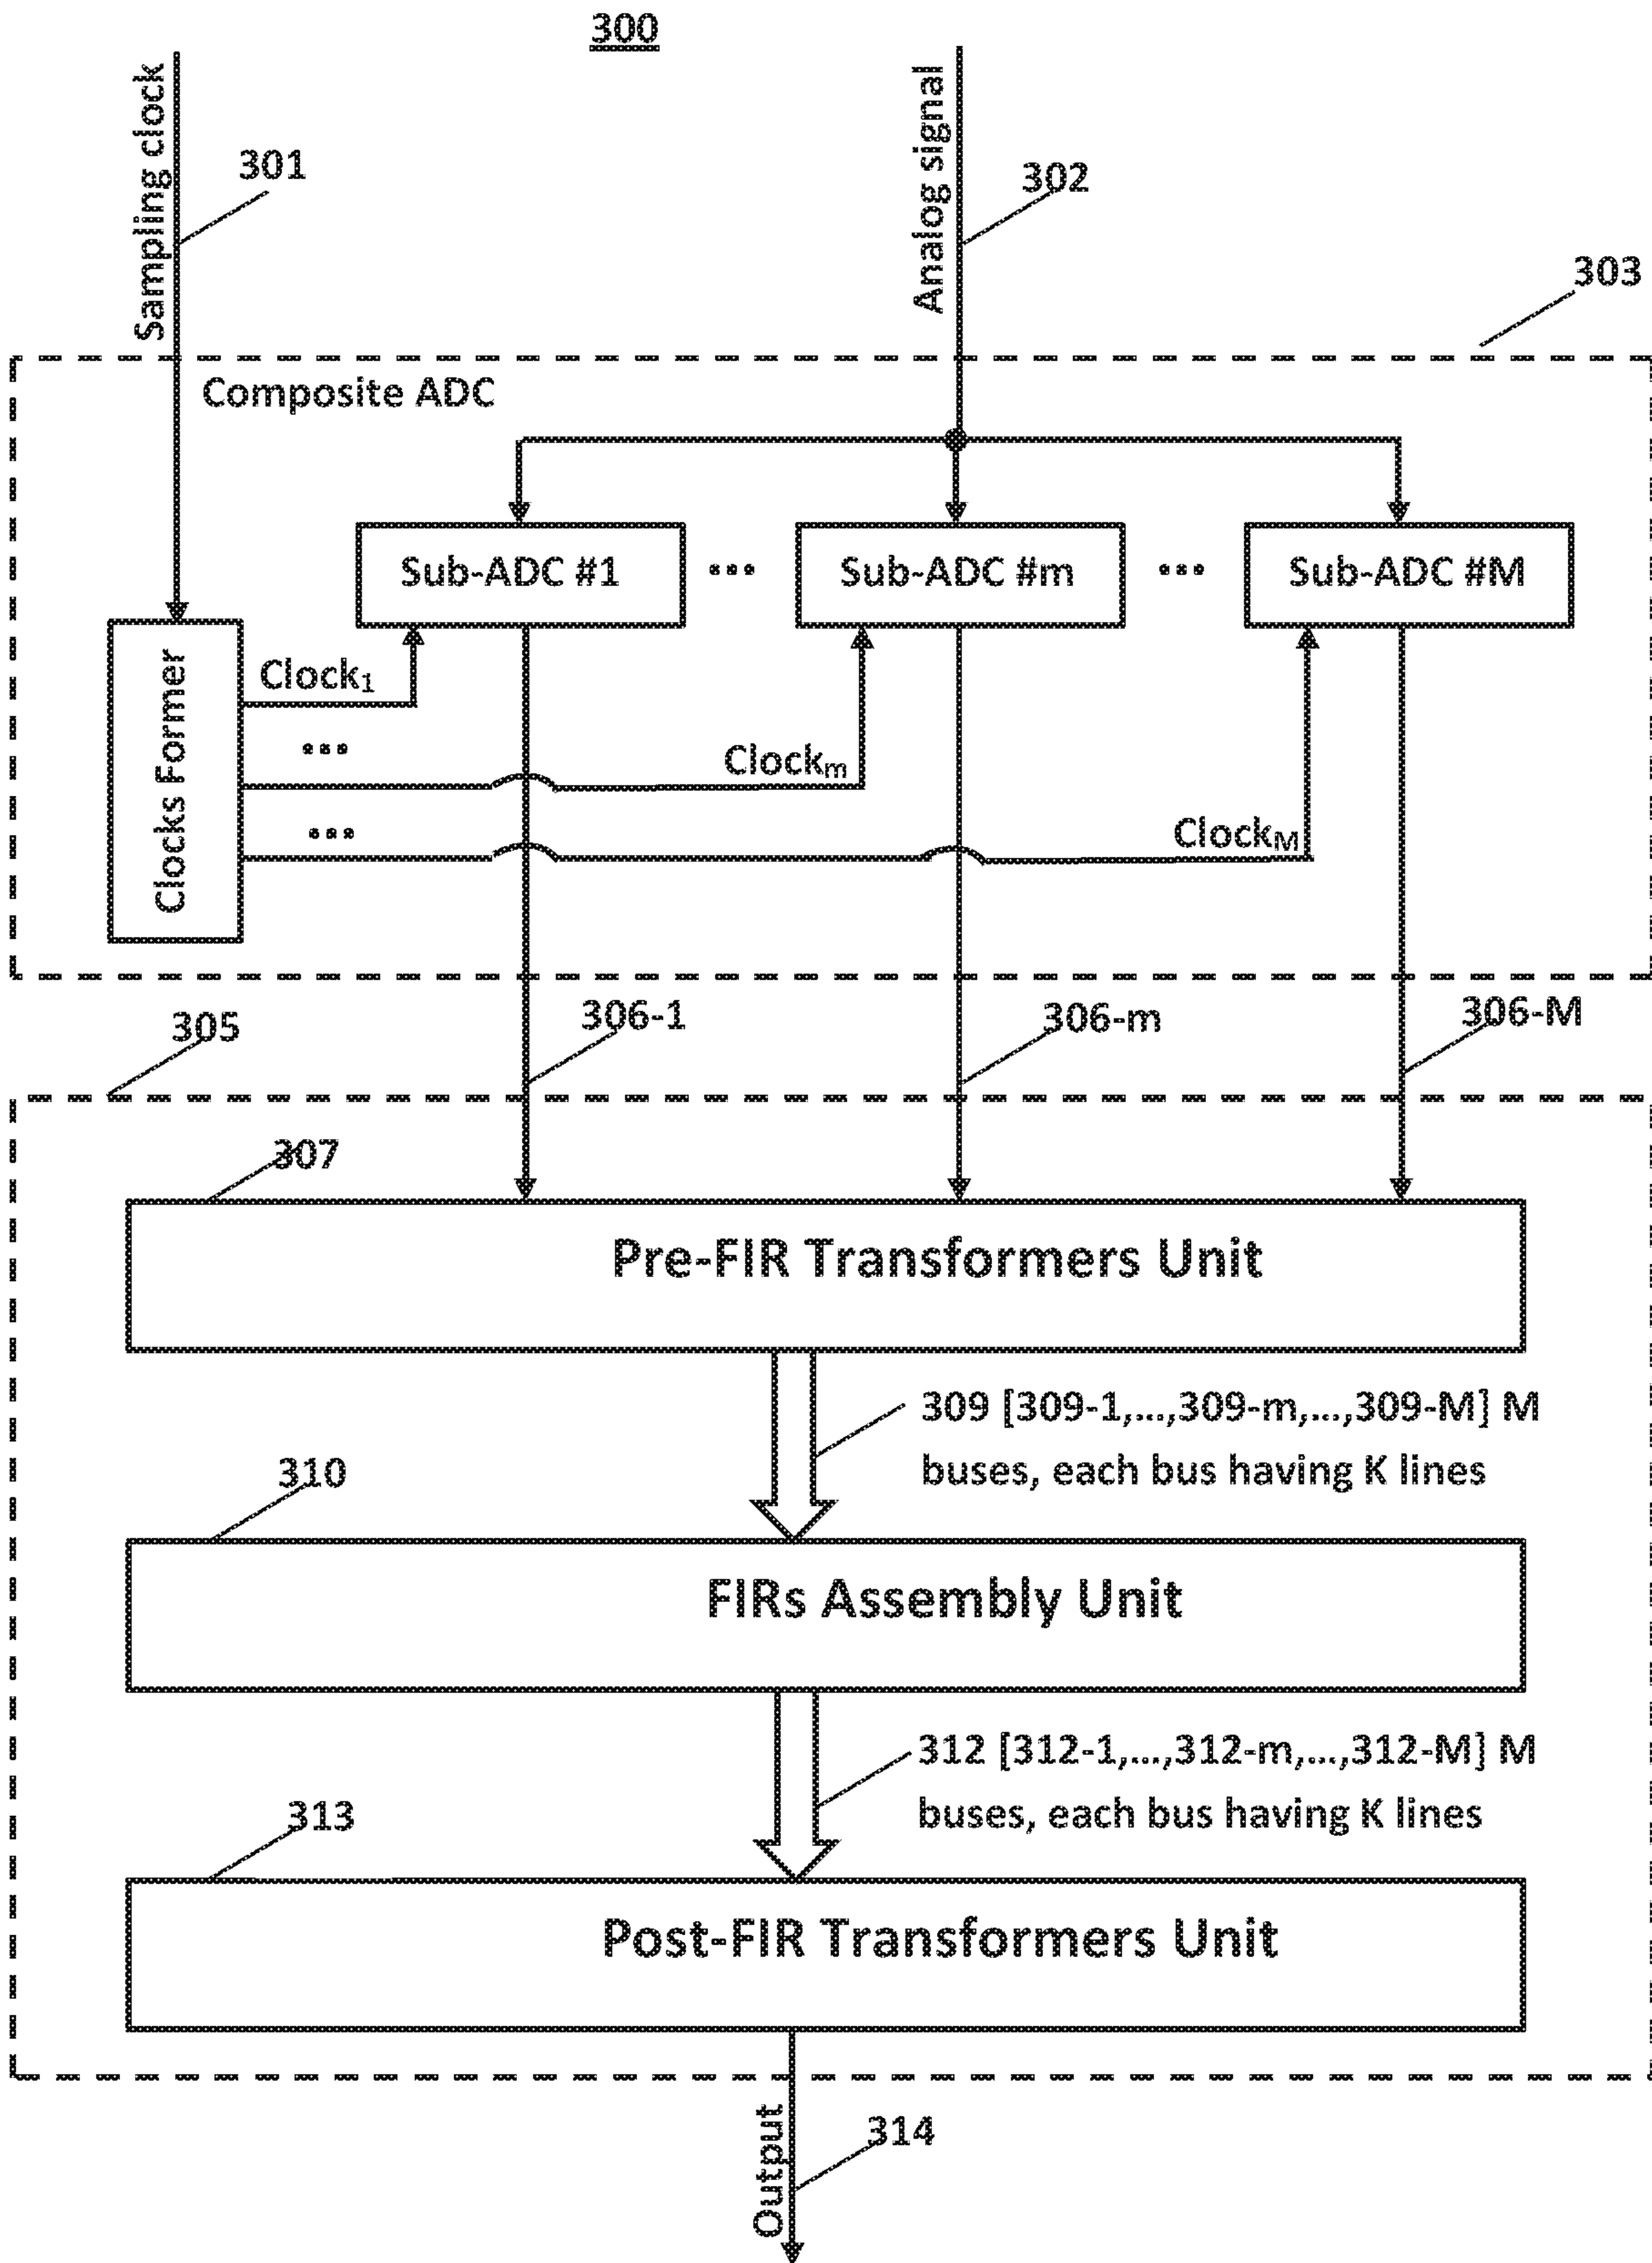 300
Sampling clock
301
Analog signal
302
303
Composite ADC
Sub-ADC #1
...
Sub-ADC #m
...
Sub-ADC #M
Clocks Former
Clock₁
...
Clockₘ
...
Clock_M
305
306-1
306-m
306-M
307
Pre-FIR Transformers Unit
309 [309-1,...,309-m,...,309-M] M
buses, each bus having K lines
310
FIRs Assembly Unit
312 [312-1,...,312-m,...,312-M] M
buses, each bus having K lines
313
Post-FIR Transformers Unit
Output
314